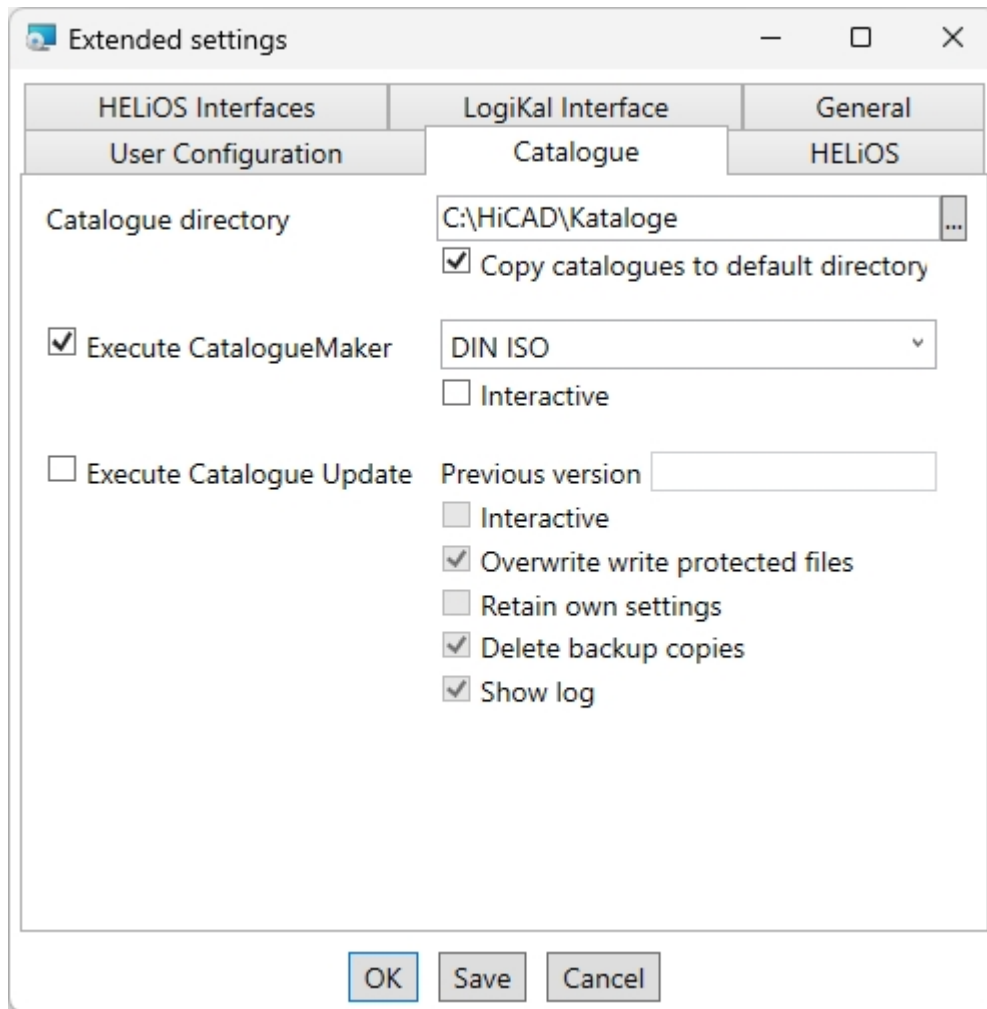 Extended settings
HELiOS Interfaces
LogiKal Interface
General
User Configuration
Catalogue
HELiOS
Catalogue directory
C:\HiCAD\Kataloge
...
Copy catalogues to default directory
Execute CatalogueMaker
DIN ISO
Interactive
Execute Catalogue Update
Previous version
Interactive
Overwrite write protected files
Retain own settings
Delete backup copies
Show log
OK
Save
Cancel